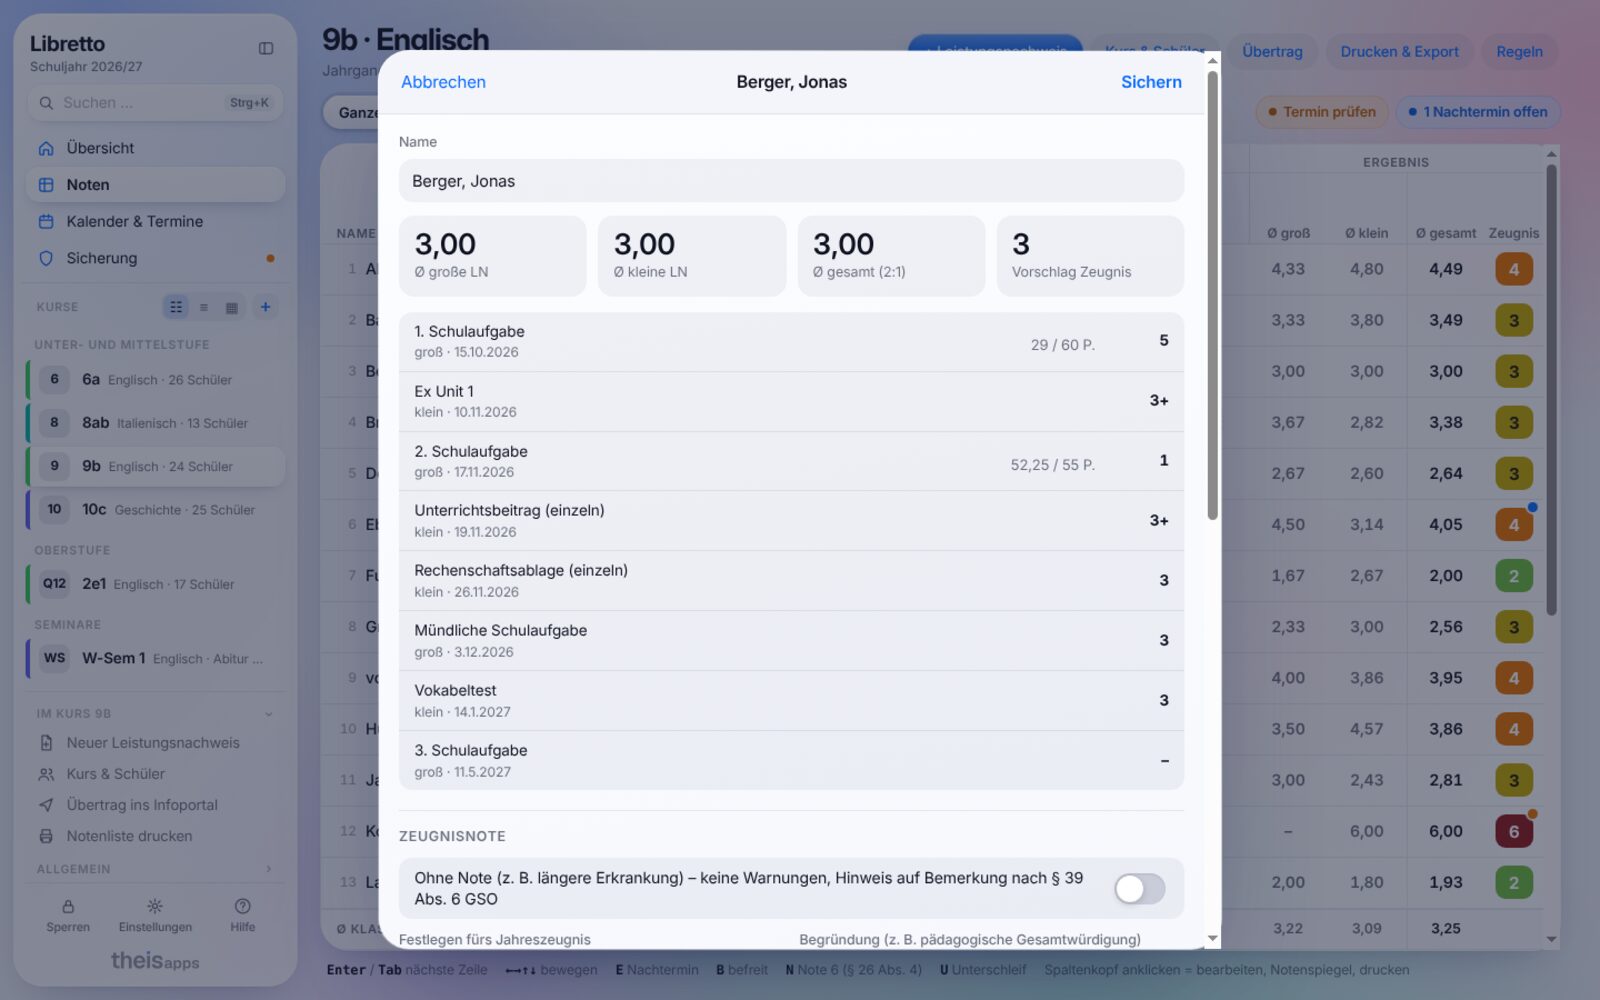 Libretto
Schuljahr 2026/27
Suchen ... Strg+K
Übersicht
Noten
Kalender & Termine
Sicherung
KURSE
UNTER- UND MITTELSTUFE
6 6a Englisch · 26 Schüler
8 8ab Italienisch · 13 Schüler
9 9b Englisch · 24 Schüler
10 10c Geschichte · 25 Schüler
OBERSTUFE
Q12 2e1 Englisch · 17 Schüler
SEMINARE
WS W-Sem 1 Englisch · Abitur ...
IM KURS 9B
Neuer Leistungsnachweis
Kurs & Schüler
Übertrag ins Infoportal
Notenliste drucken
ALLGEMEIN
Sperren Einstellungen Hilfe
theisapps
9b · Englisch
Übertrag Drucken & Export Regeln
Termin prüfen 1 Nachtermin offen
Abbrechen Berger, Jonas Sichern
Name
Berger, Jonas
3,00 3,00 3,00 3
Ø große LN Ø kleine LN Ø gesamt (2:1) Vorschlag Zeugnis
1. Schulaufgabe
groß · 15.10.2026 29 / 60 P. 5
Ex Unit 1
klein · 10.11.2026 3+
2. Schulaufgabe
groß · 17.11.2026 52,25 / 55 P. 1
Unterrichtsbeitrag (einzeln)
klein · 19.11.2026 3+
Rechenschaftsablage (einzeln)
klein · 26.11.2026 3
Mündliche Schulaufgabe
groß · 3.12.2026 3
Vokabeltest
klein · 14.1.2027 3
3. Schulaufgabe
groß · 11.5.2027 –
ZEUGNISNOTE
Ohne Note (z. B. längere Erkrankung) – keine Warnungen, Hinweis auf Bemerkung nach § 39
Abs. 6 GSO
Festlegen fürs Jahreszeugnis Begründung (z. B. pädagogische Gesamtwürdigung)
ERGEBNIS
NAME Ø groß Ø klein Ø gesamt Zeugnis
1 4,33 4,80 4,49 4
2 3,33 3,80 3,49 3
3 3,00 3,00 3,00 3
4 3,67 2,82 3,38 3
5 2,67 2,60 2,64 3
6 4,50 3,14 4,05 4
7 1,67 2,67 2,00 2
8 2,33 3,00 2,56 3
9 4,00 3,86 3,95 4
10 3,50 4,57 3,86 4
11 3,00 2,43 2,81 3
12 – 6,00 6,00 6
13 2,00 1,80 1,93 2
3,22 3,09 3,25
Enter / Tab nächste Zeile ←→↑↓ bewegen E Nachtermin B befreit N Note 6 (§ 26 Abs. 4) U Unterschleif Spaltenkopf anklicken = bearbeiten, Notenspiegel, drucken